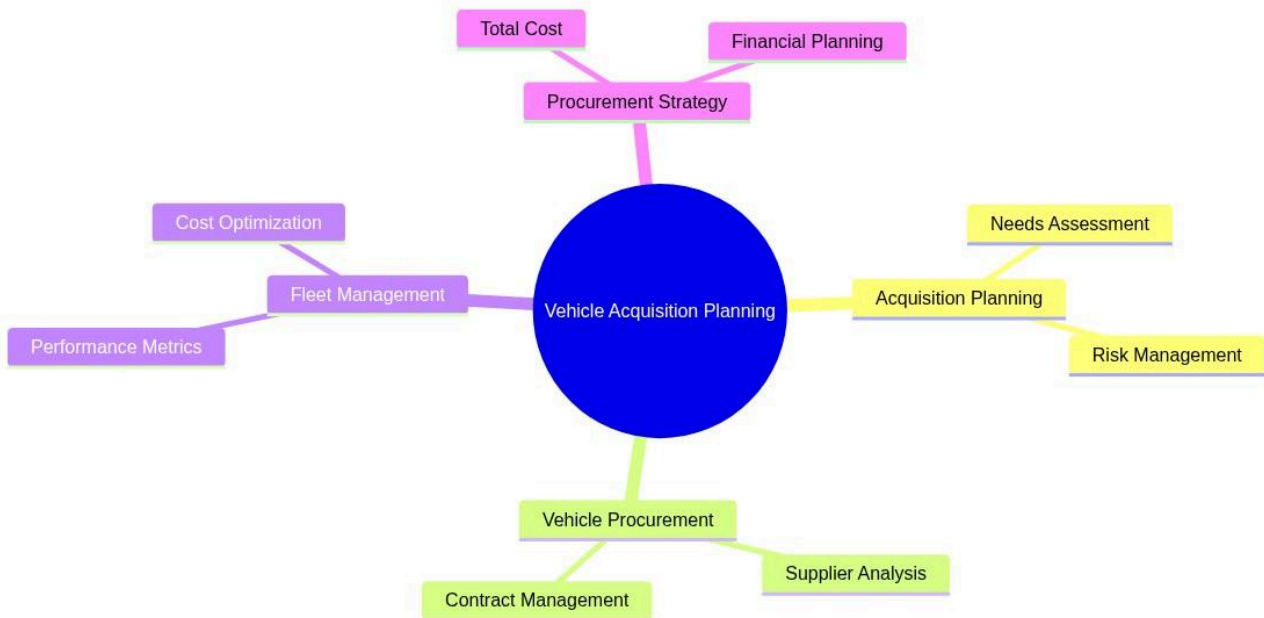 Total Cost
Financial Planning
Procurement Strategy
Cost Optimization
Needs Assessment
Fleet Management
Acquisition Planning
Vehicle Acquisition Planning
Performance Metrics
Risk Management
Vehicle Procurement
Supplier Analysis
Contract Management